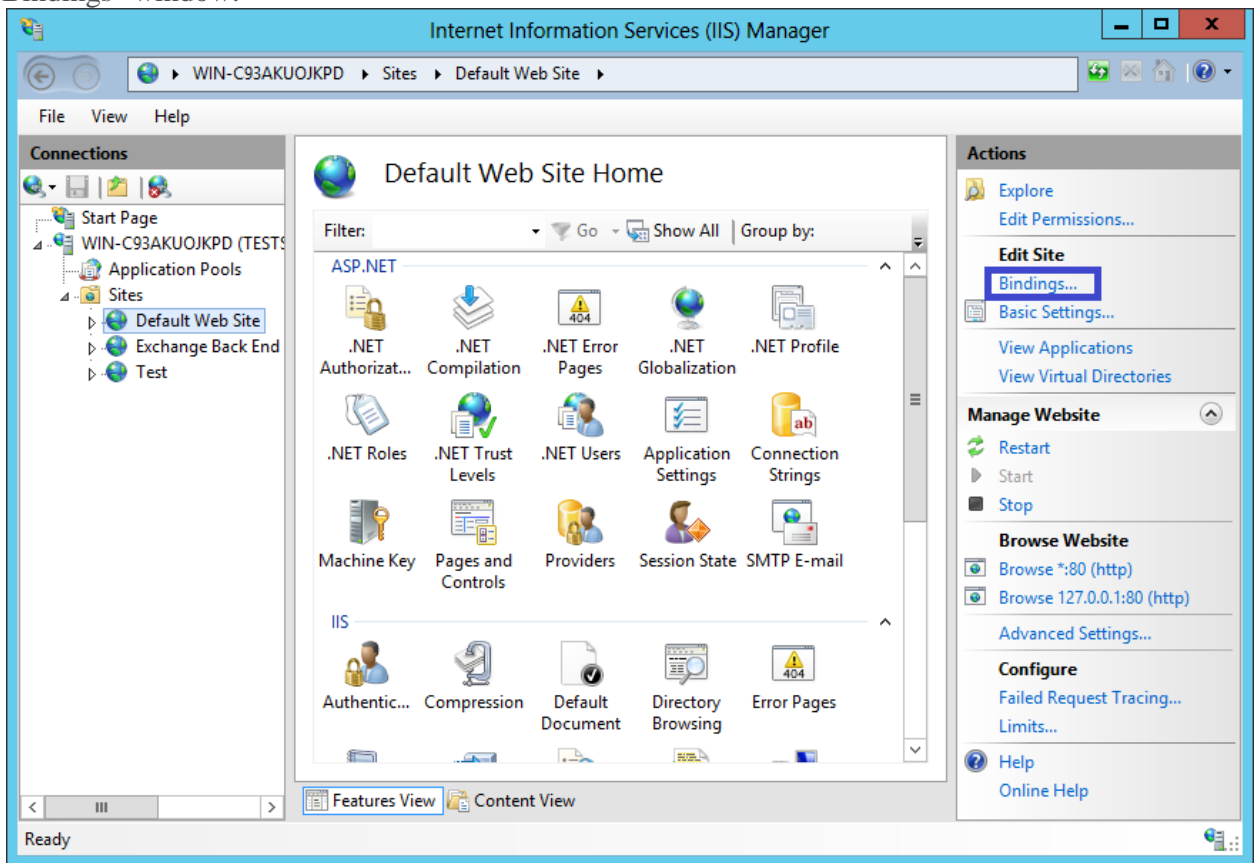 Bindings" window.
Internet Information Services (IIS) Manager
WIN-C93AKUOJKPD Sites Default Web Site
File View Help
Connections
Start Page
WIN-C93AKUOJKPD (TESTS
Application Pools
Sites
Default Web Site
Exchange Back End
Test
Default Web Site Home
Filter: Go Show All Group by:
ASP.NET
.NET Authorizat...
.NET Compilation
.NET Error Pages
.NET Globalization
.NET Profile
.NET Roles
.NET Trust Levels
.NET Users
Application Settings
Connection Strings
Machine Key
Pages and Controls
Providers
Session State
SMTP E-mail
IIS
Authentic...
Compression
Default Document
Directory Browsing
Error Pages
Features View Content View
Actions
Explore
Edit Permissions...
Edit Site
Bindings...
Basic Settings...
View Applications
View Virtual Directories
Manage Website
Restart
Start
Stop
Browse Website
Browse *:80 (http)
Browse 127.0.0.1:80 (http)
Advanced Settings...
Configure
Failed Request Tracing...
Limits...
Help
Online Help
Ready